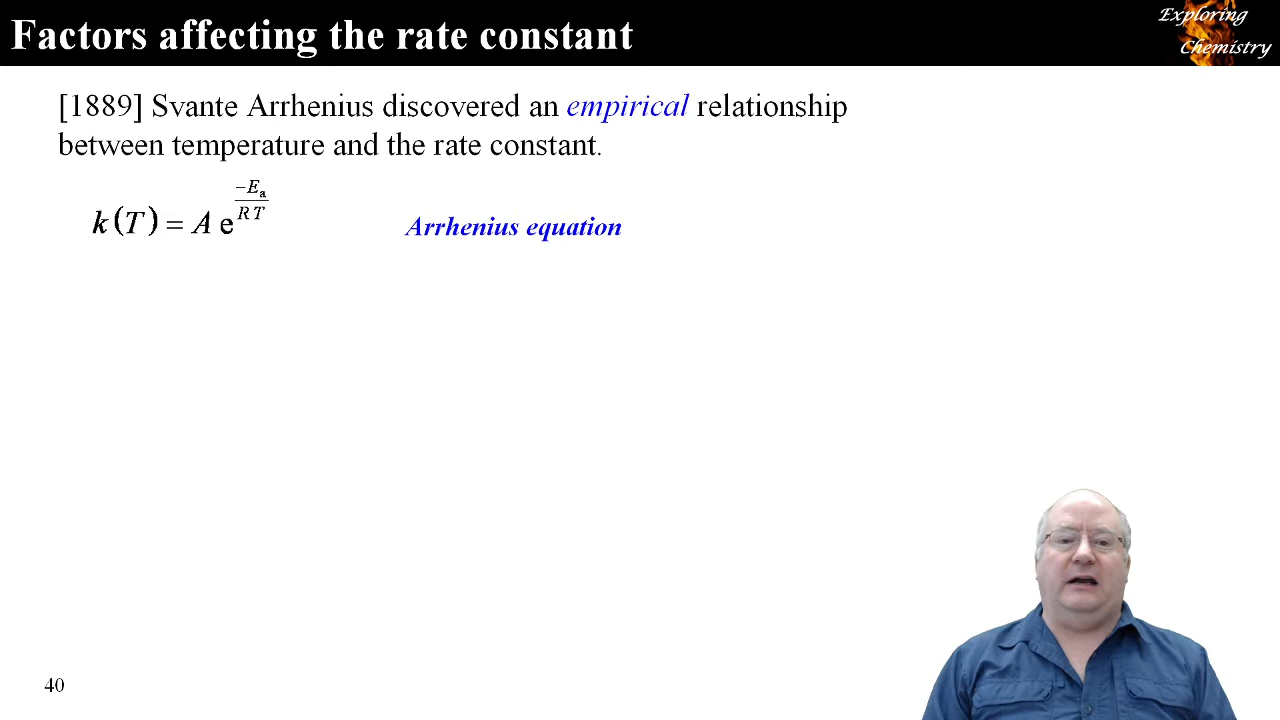 Factors affecting the rate constant
Exploring
Chemistry
[1889] Svante Arrhenius discovered an empirical relationship
between temperature and the rate constant.
k(T) = A e^(−Ea/RT)
Arrhenius equation
40